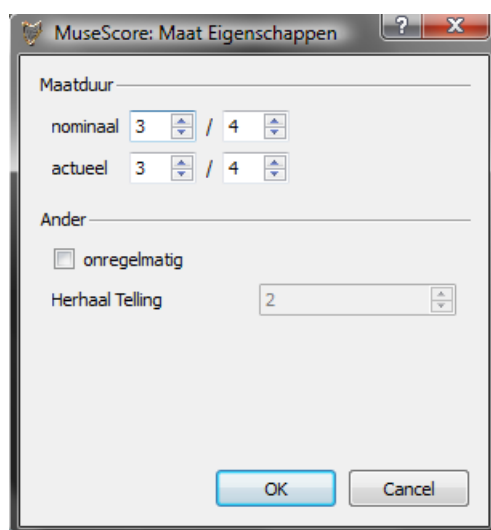 MuseScore: Maat Eigenschappen ? X
Maatduur
nominaal 3 / 4
actueel 3 / 4
Ander
onregelmatig
Herhaal Telling 2
OK Cancel